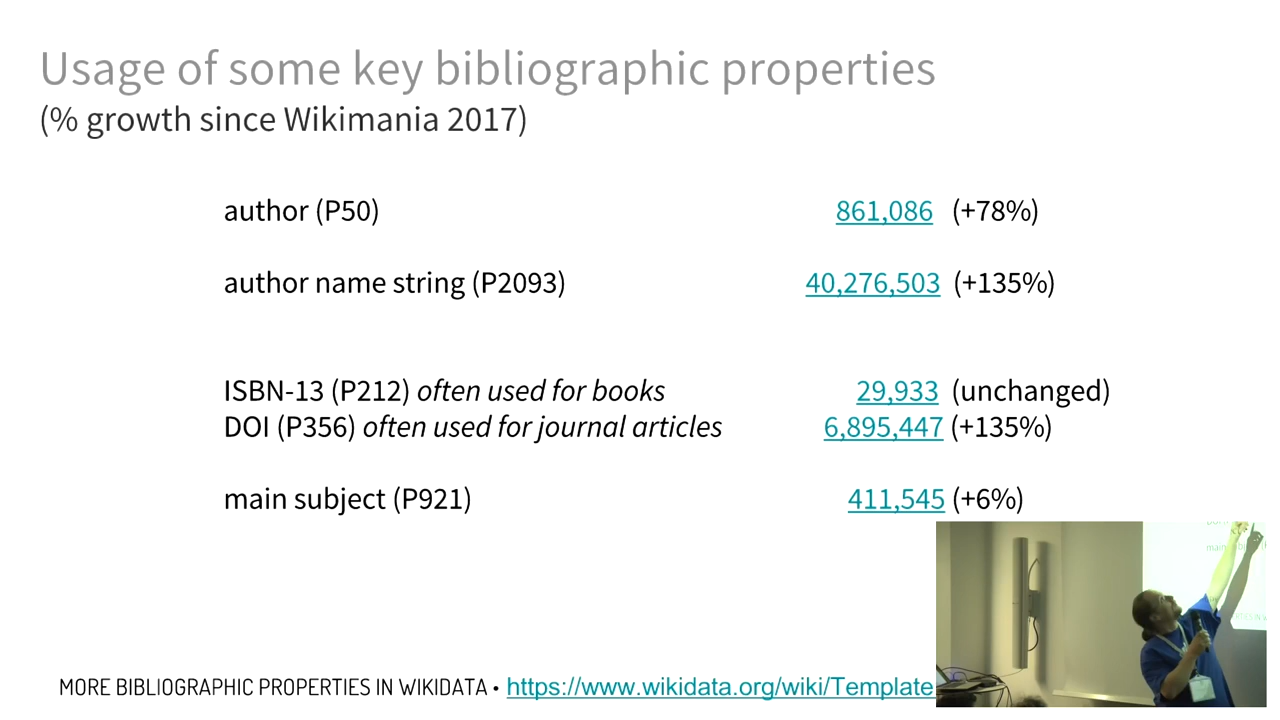 Usage of some key bibliographic properties
(% growth since Wikimania 2017)
author (P50) 861,086 (+78%)
author name string (P2093) 40,276,503 (+135%)
ISBN-13 (P212) often used for books 29,933 (unchanged)
DOI (P356) often used for journal articles 6,895,447 (+135%)
main subject (P921) 411,545 (+6%)
MORE BIBLIOGRAPHIC PROPERTIES IN WIKIDATA • https://www.wikidata.org/wiki/Template